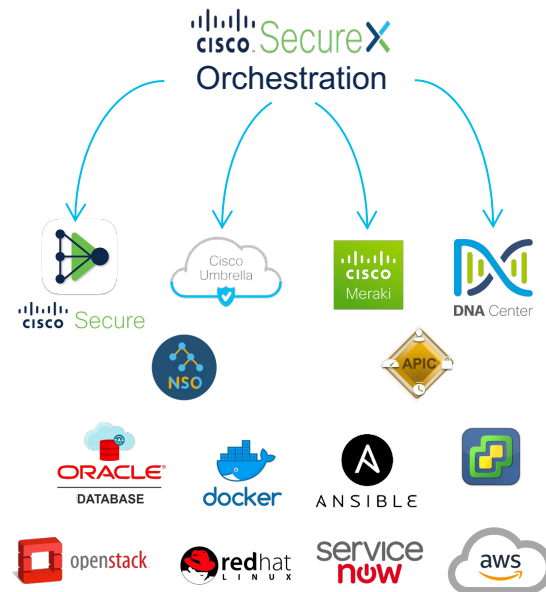 CISCO SecureX
Orchestration
Cisco
Umbrella
CISCO
Meraki
CISCO Secure
DNA Center
NSO
APIC
ORACLE®
DATABASE
docker
A
ANSIBLE
openstack
redhat
LINUX
service
now
aws